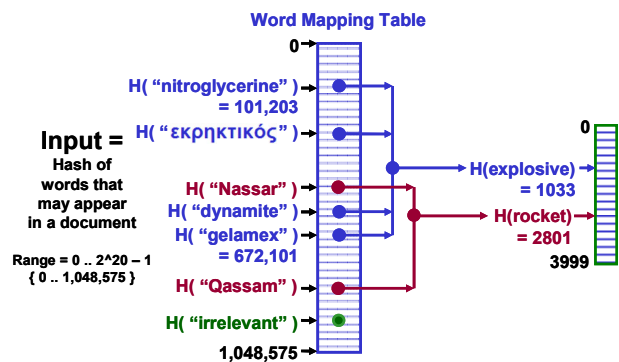 Word Mapping Table
0
H( “nitroglycerine” )
= 101,203
H( “εκρηκτικός” )
Input =
Hash of
words that
may appear
in a document
Range = 0 .. 2^20 – 1
{ 0 .. 1,048,575 }
H( “Nassar” )
H( “dynamite” )
H( “gelamex” )
= 672,101
H( “Qassam” )
H( “irrelevant” )
1,048,575
0
H(explosive)
= 1033
H(rocket)
= 2801
3999